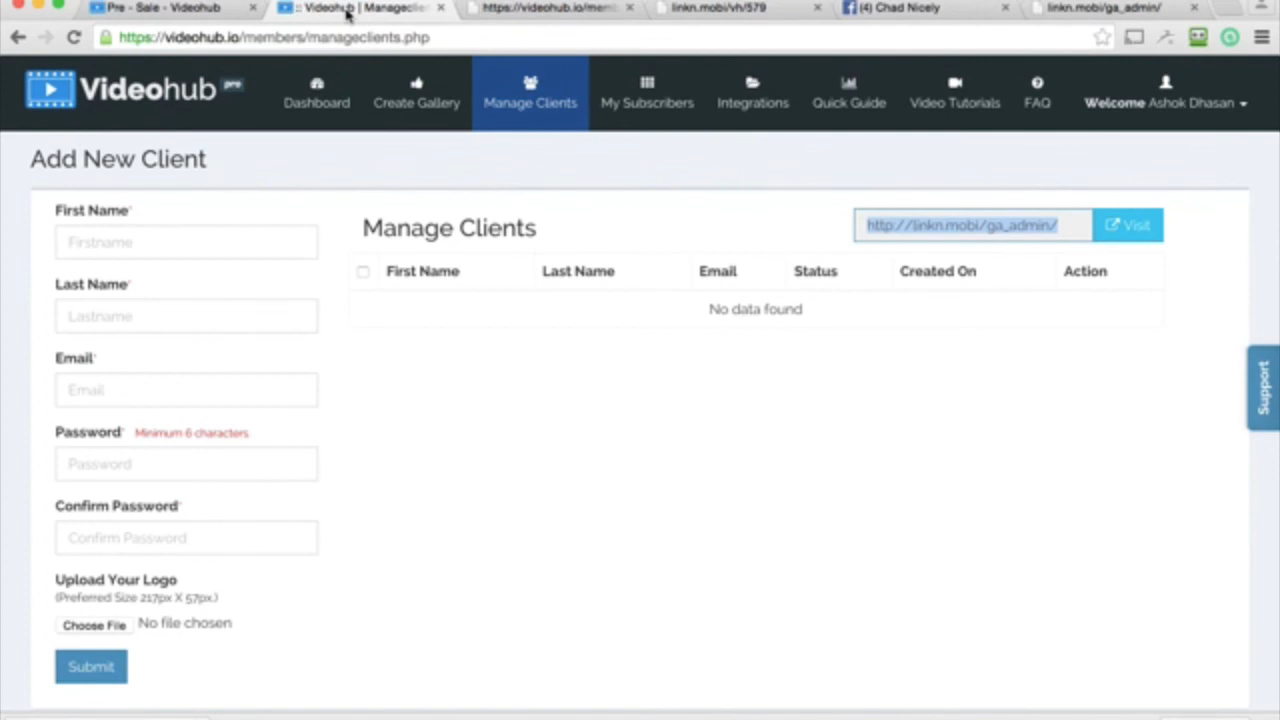 Pre - Sale - Videohub
:: Videohub | Manageclie
https://videohub.io/mem
linkn.mobi/vh/579
(4) Chad Nicely
linkn.mobi/ga_admin/
https://videohub.io/members/manageclients.php
Videohub pro
Dashboard
Create Gallery
Manage Clients
My Subscribers
Integrations
Quick Guide
Video Tutorials
FAQ
Welcome Ashok Dhasan
Add New Client
First Name*
Firstname
Last Name*
Lastname
Email*
Email
Password* Minimum 6 characters
Password
Confirm Password*
Confirm Password
Upload Your Logo
(Preferred Size 217px X 57px.)
Choose File No file chosen
Submit
Manage Clients
http://linkn.mobi/ga_admin/
Visit
First Name Last Name Email Status Created On Action
No data found
Support